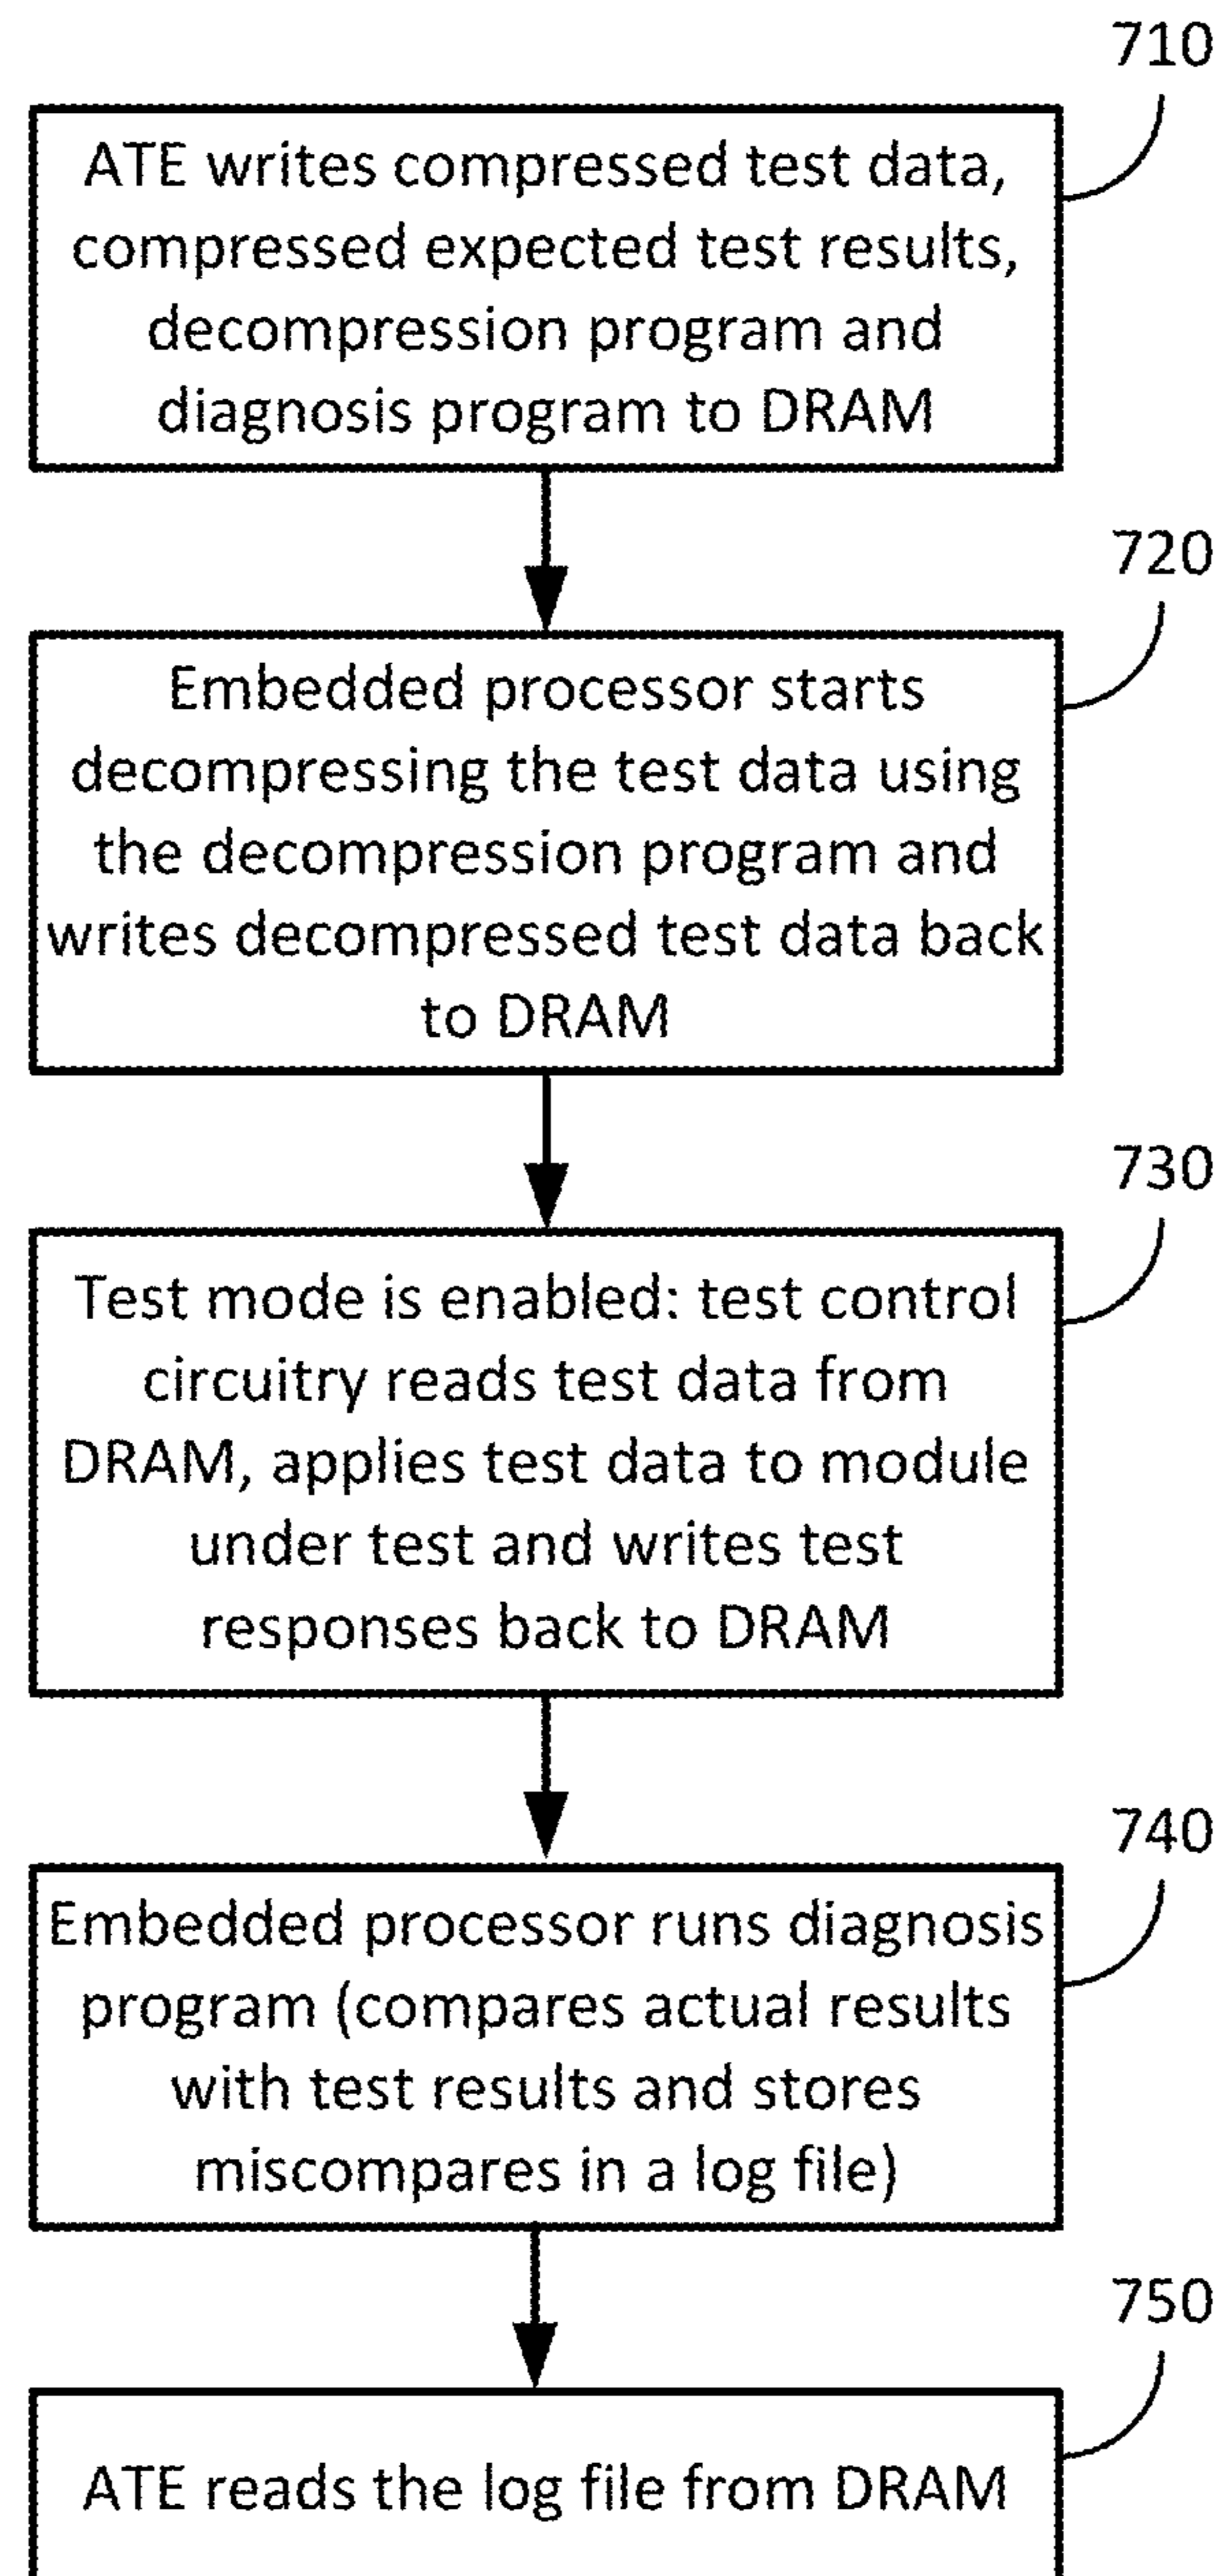 710
ATE writes compressed test data,
compressed expected test results,
decompression program and
diagnosis program to DRAM
720
Embedded processor starts
decompressing the test data using
the decompression program and
writes decompressed test data back
to DRAM
730
Test mode is enabled: test control
circuitry reads test data from
DRAM, applies test data to module
under test and writes test
responses back to DRAM
740
Embedded processor runs diagnosis
program (compares actual results
with test results and stores
miscompares in a log file)
750
ATE reads the log file from DRAM